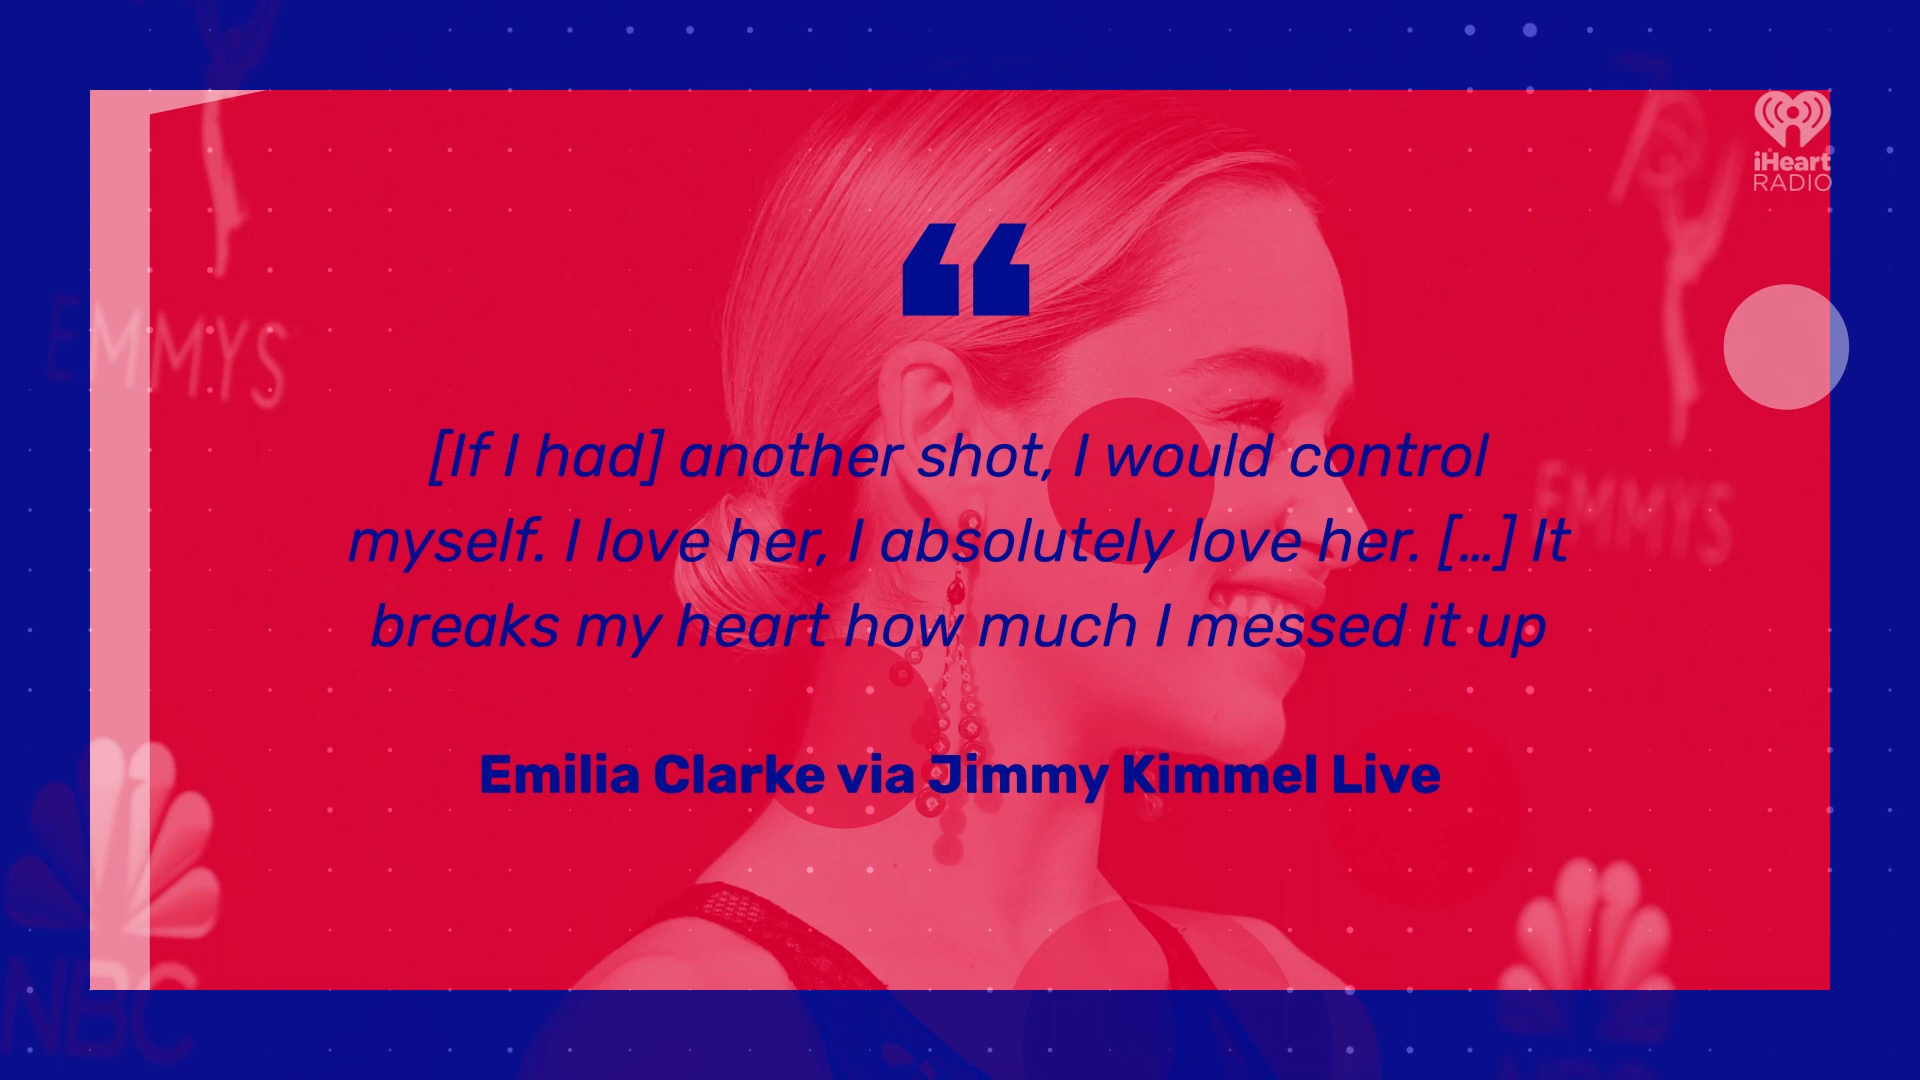 iHeart
RADIO
“
[If I had] another shot, I would control
myself. I love her, I absolutely love her. […] It
breaks my heart how much I messed it up
Emilia Clarke via Jimmy Kimmel Live
EMMYS
EMMYS
NBC